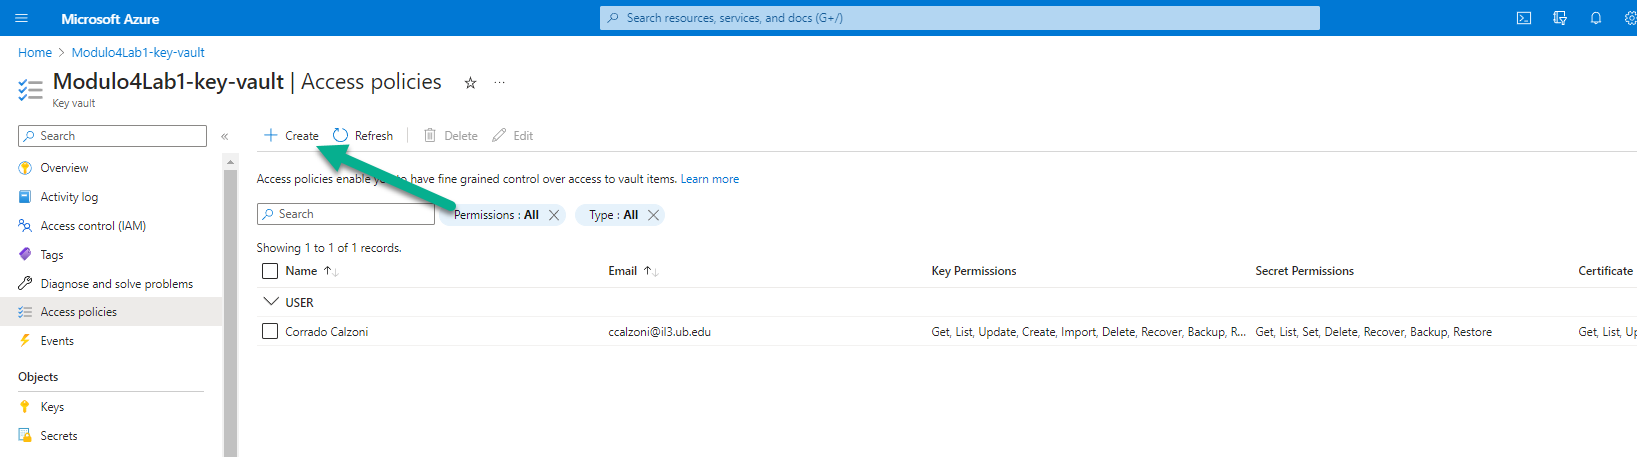 Microsoft Azure
Search resources, services, and docs (G+/)
Home > Modulo4Lab1-key-vault
Modulo4Lab1-key-vault | Access policies
Key vault
Search
Create Refresh Delete Edit
Overview
Activity log
Access control (IAM)
Tags
Diagnose and solve problems
Access policies
Events
Objects
Keys
Secrets
Access policies enable to have fine grained control over access to vault items. Learn more
Search Permissions : All Type : All
Showing 1 to 1 of 1 records.
Name Email Key Permissions Secret Permissions Certificate
USER
Corrado Calzoni ccalzoni@il3.ub.edu Get, List, Update, Create, Import, Delete, Recover, Backup, R... Get, List, Set, Delete, Recover, Backup, Restore Get, List, Up